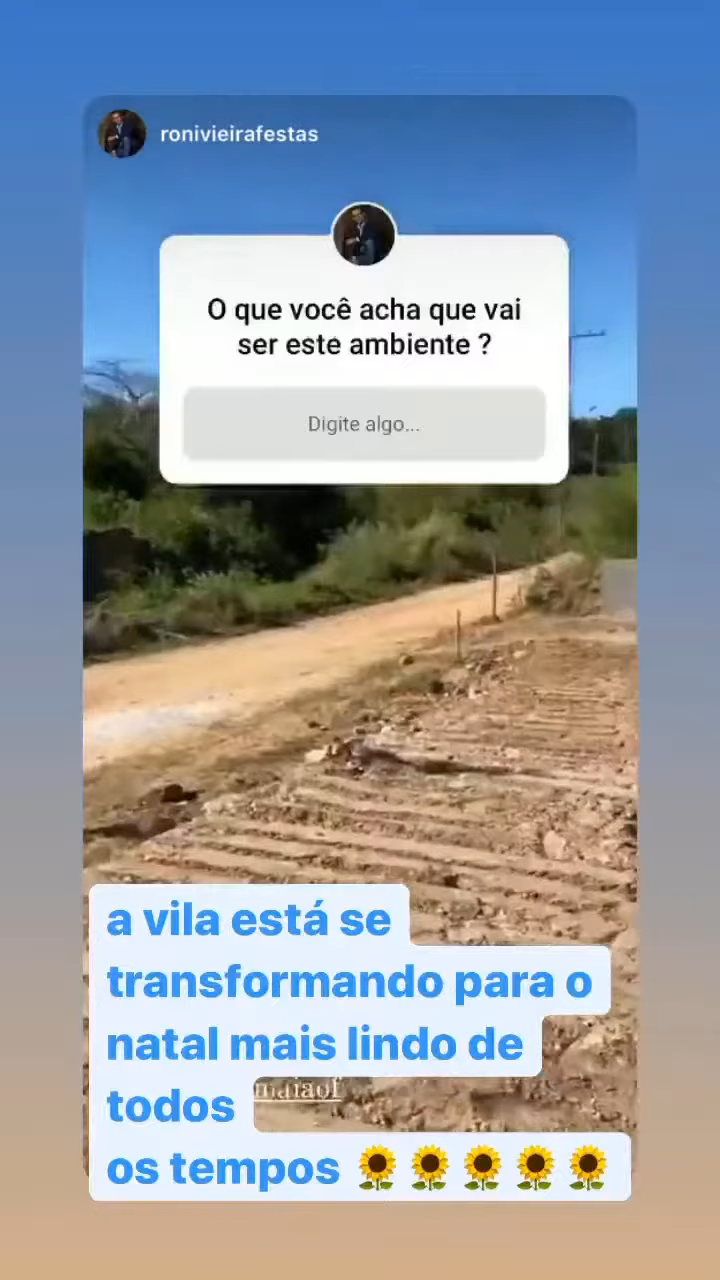 ronivieirafestas
O que você acha que vai
ser este ambiente ?
Digite algo...
a vila está se
transformando para o
natal mais lindo de
todos
maiaof
os tempos 🌻🌻🌻🌻🌻